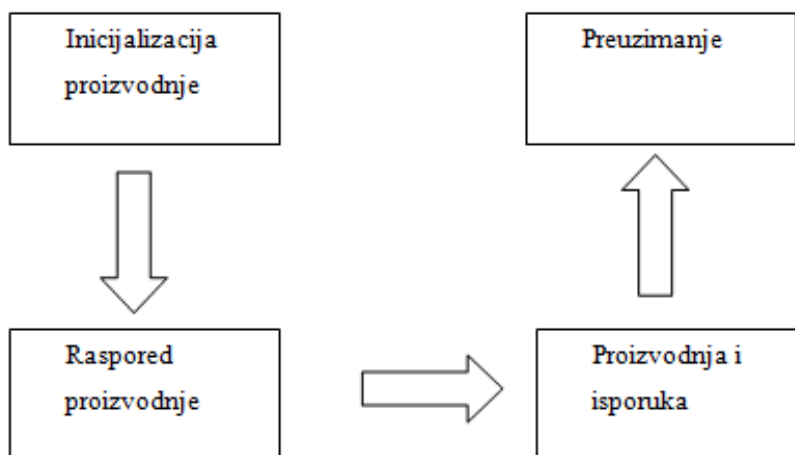 Inicijalizacija
proizvodnje
Raspored
proizvodnje
Proizvodnja i
isporuka
Preuzimanje